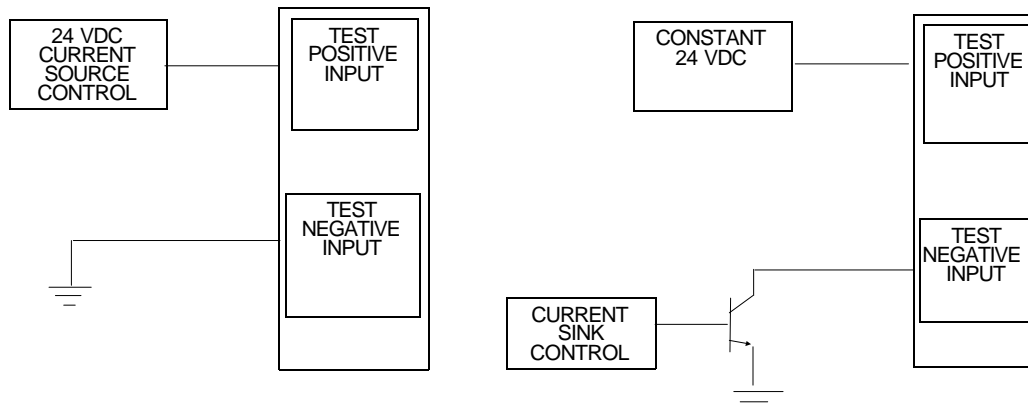 24 VDC
CURRENT
SOURCE
CONTROL
TEST
POSITIVE
INPUT
TEST
NEGATIVE
INPUT
CONSTANT
24 VDC
TEST
POSITIVE
INPUT
TEST
NEGATIVE
INPUT
CURRENT
SINK
CONTROL